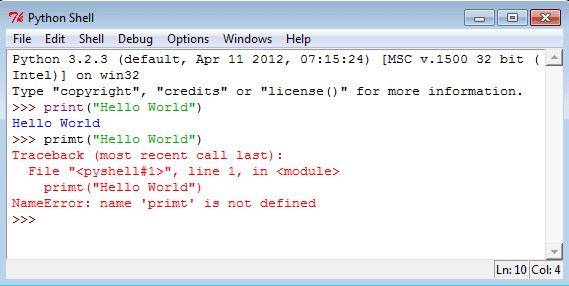 Python Shell
File Edit Shell Debug Options Windows Help
Python 3.2.3 (default, Apr 11 2012, 07:15:24) [MSC v.1500 32 bit (
Intel)] on win32
Type "copyright", "credits" or "license()" for more information.
>>> print("Hello World")
Hello World
>>> primt("Hello World")
Traceback (most recent call last):
  File "<pyshell#1>", line 1, in <module>
    primt("Hello World")
NameError: name 'primt' is not defined
>>>
Ln: 10 Col: 4